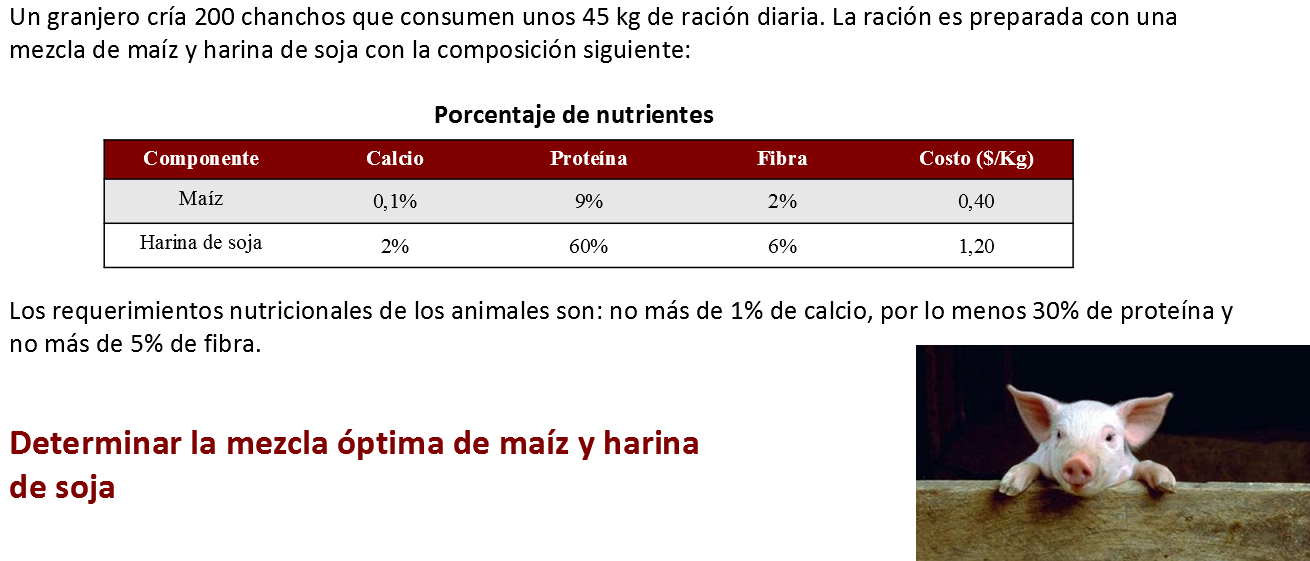 Un granjero cría 200 chanchos que consumen unos 45 kg de ración diaria. La ración es preparada con una
mezcla de maíz y harina de soja con la composición siguiente:
Porcentaje de nutrientes
Componente Calcio Proteína Fibra Costo ($/Kg)
Maíz 0,1% 9% 2% 0,40
Harina de soja 2% 60% 6% 1,20
Los requerimientos nutricionales de los animales son: no más de 1% de calcio, por lo menos 30% de proteína y
no más de 5% de fibra.
Determinar la mezcla óptima de maíz y harina
de soja